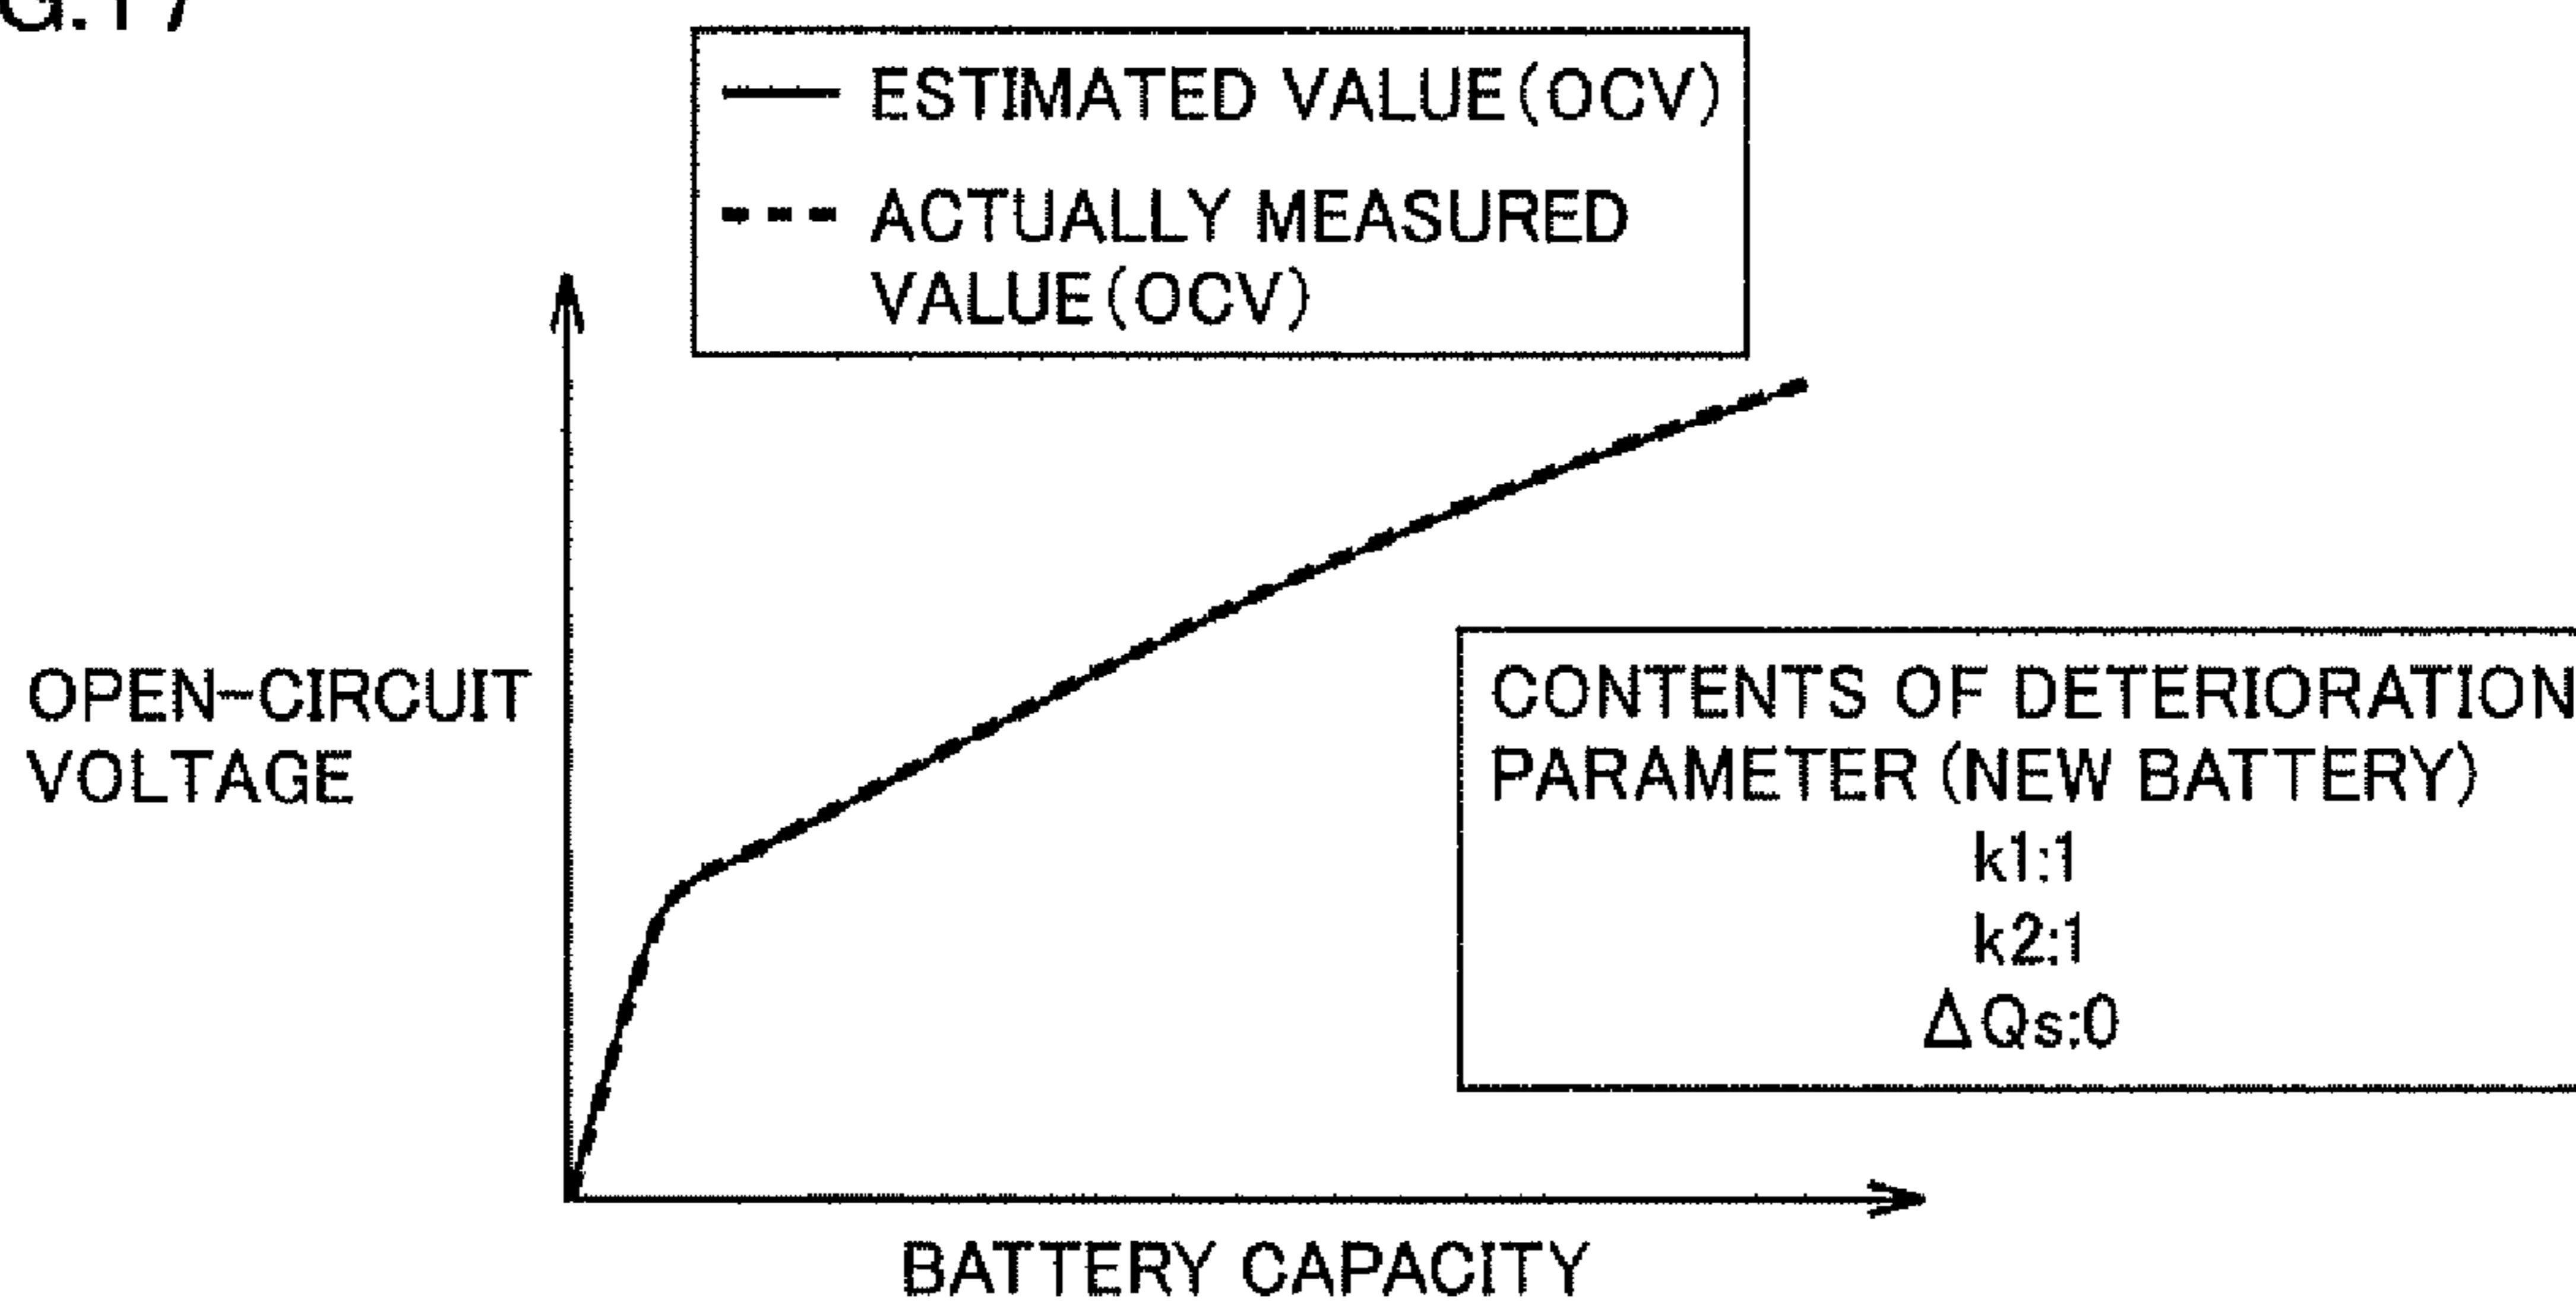 G.17
ESTIMATED VALUE(OCV)
ACTUALLY MEASURED
VALUE(OCV)
OPEN-CIRCUIT
VOLTAGE
CONTENTS OF DETERIORATION
PARAMETER (NEW BATTERY)
k1:1
k2:1
ΔQs:0
BATTERY CAPACITY